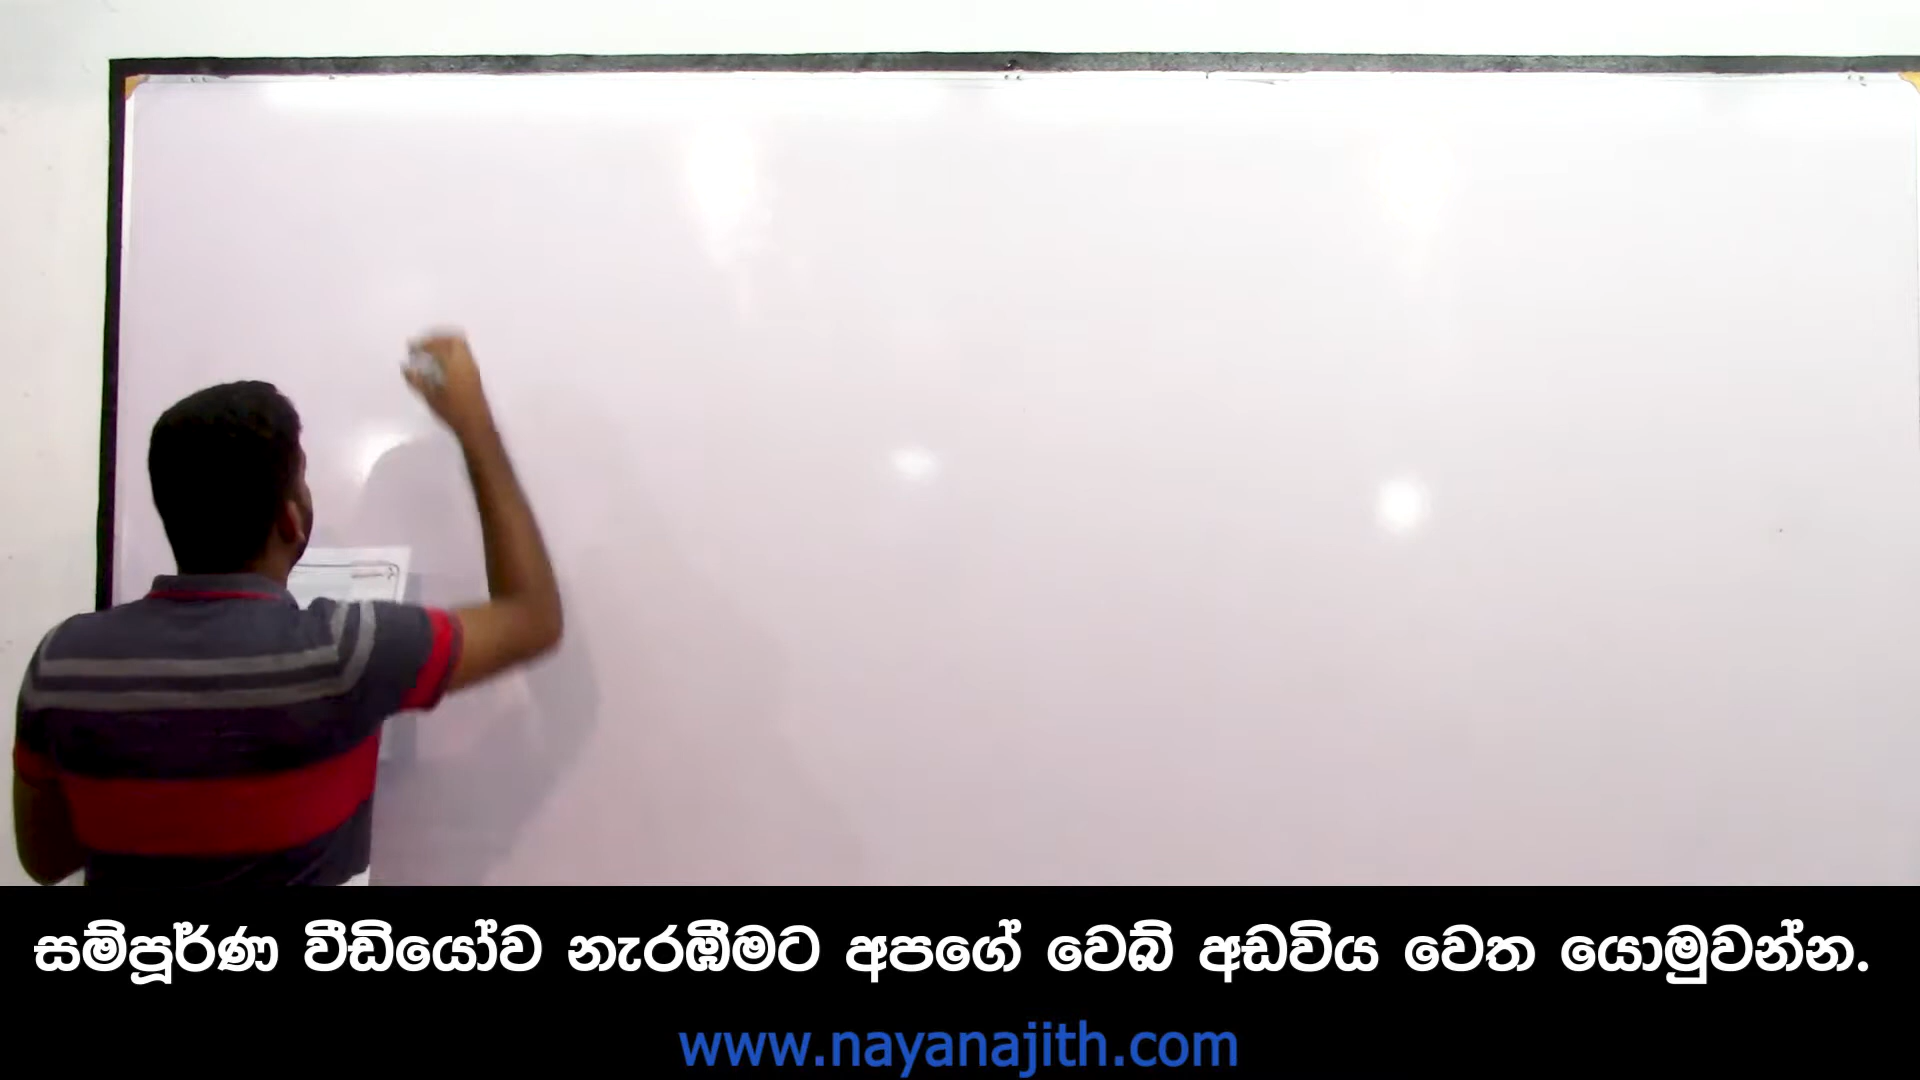 සම්පූර්ණ වීඩියෝව නැරඹීමට අපගේ වෙබ් අඩවිය වෙත යොමුවන්න.
www.nayanajith.com